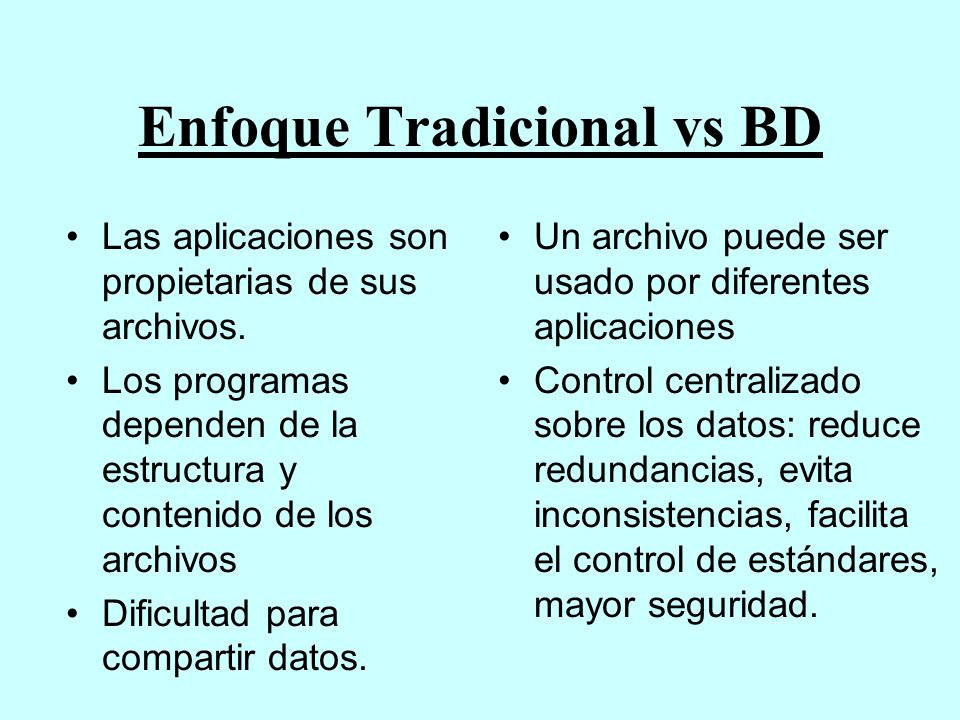 Enfoque Tradicional vs BD
• Las aplicaciones son
propietarias de sus
archivos.
• Los programas
dependen de la
estructura y
contenido de los
archivos
• Dificultad para
compartir datos.
• Un archivo puede ser
usado por diferentes
aplicaciones
• Control centralizado
sobre los datos: reduce
redundancias, evita
inconsistencias, facilita
el control de estándares,
mayor seguridad.